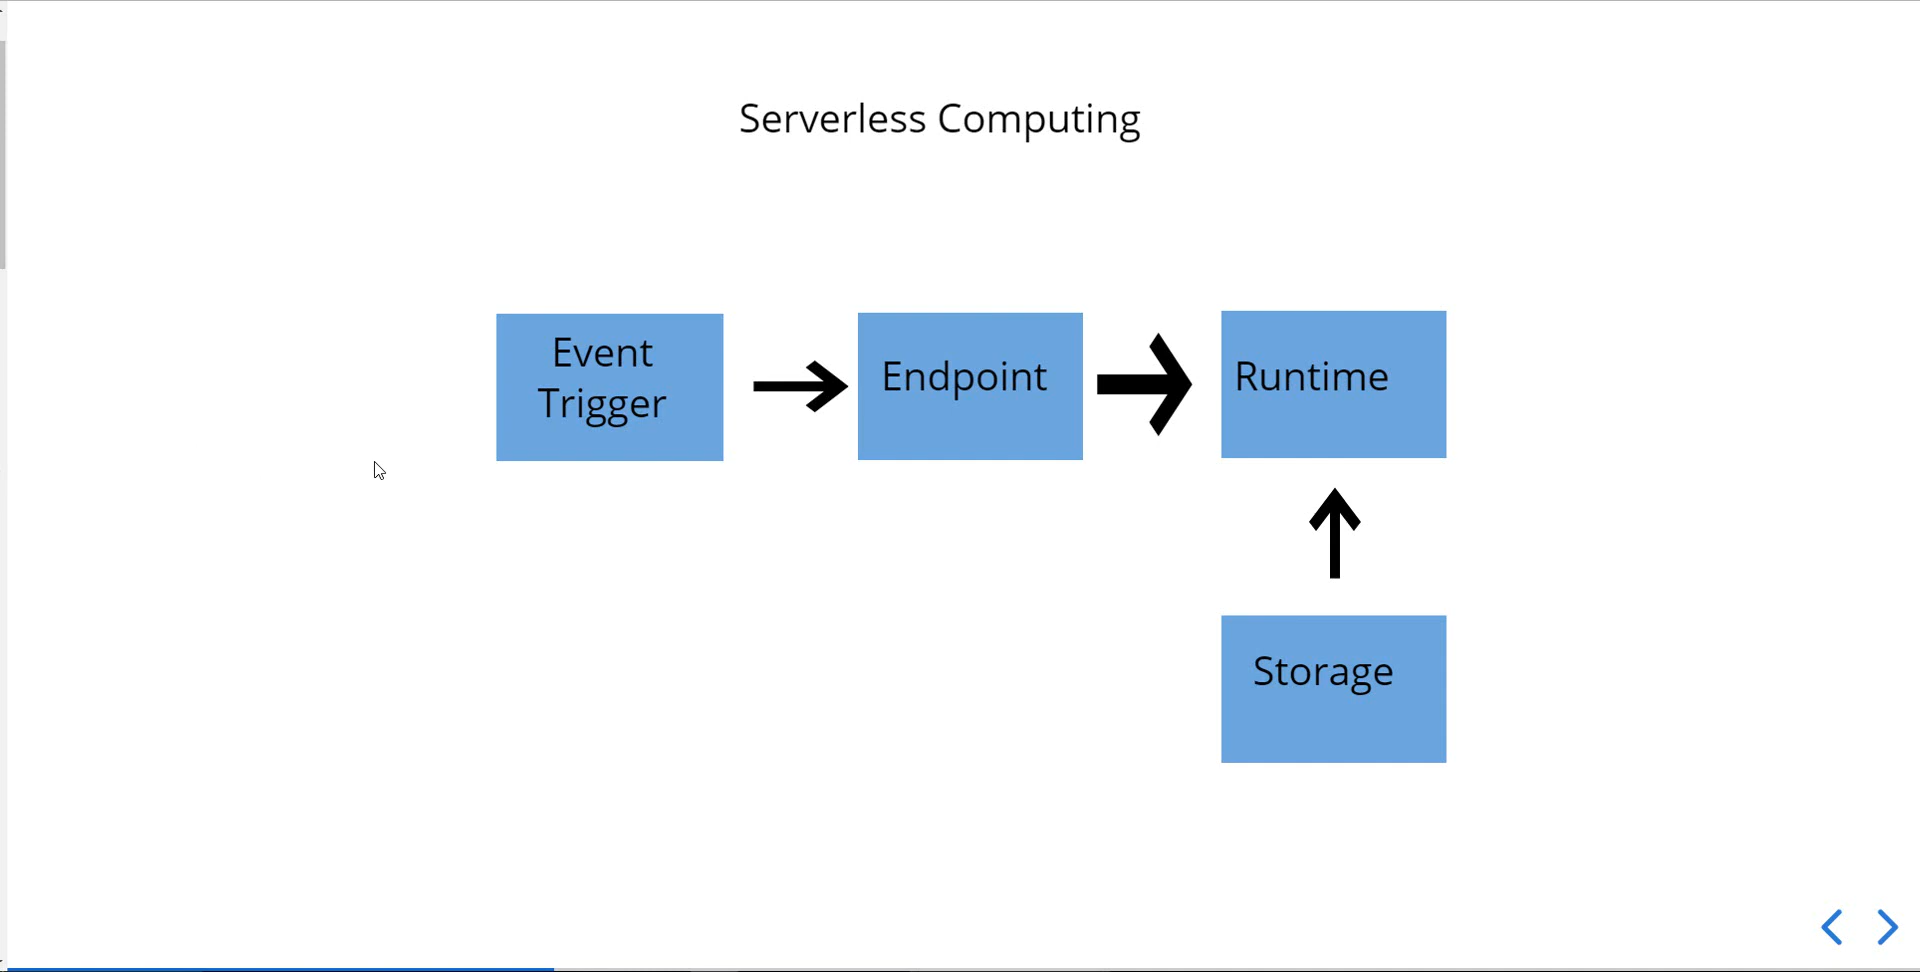 Serverless Computing
Event
Trigger
Endpoint
Runtime
Storage